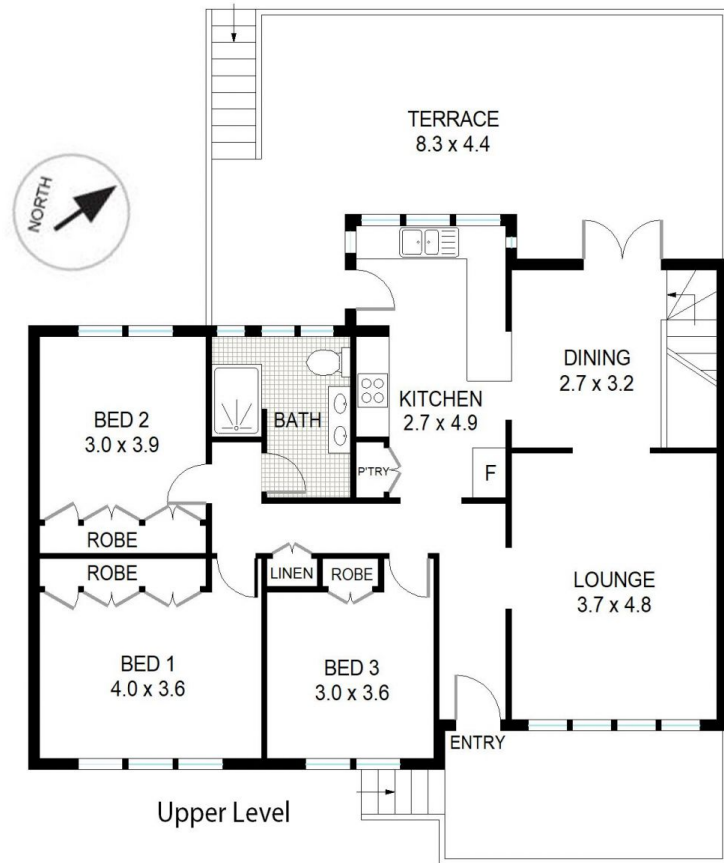 TERRACE
8.3 x 4.4
NORTH
DINING
2.7 x 3.2
BED 2
3.0 x 3.9
BATH
KITCHEN
2.7 x 4.9
P'TRY
F
ROBE
ROBE
LINEN
ROBE
LOUNGE
3.7 x 4.8
BED 1
4.0 x 3.6
BED 3
3.0 x 3.6
ENTRY
Upper Level